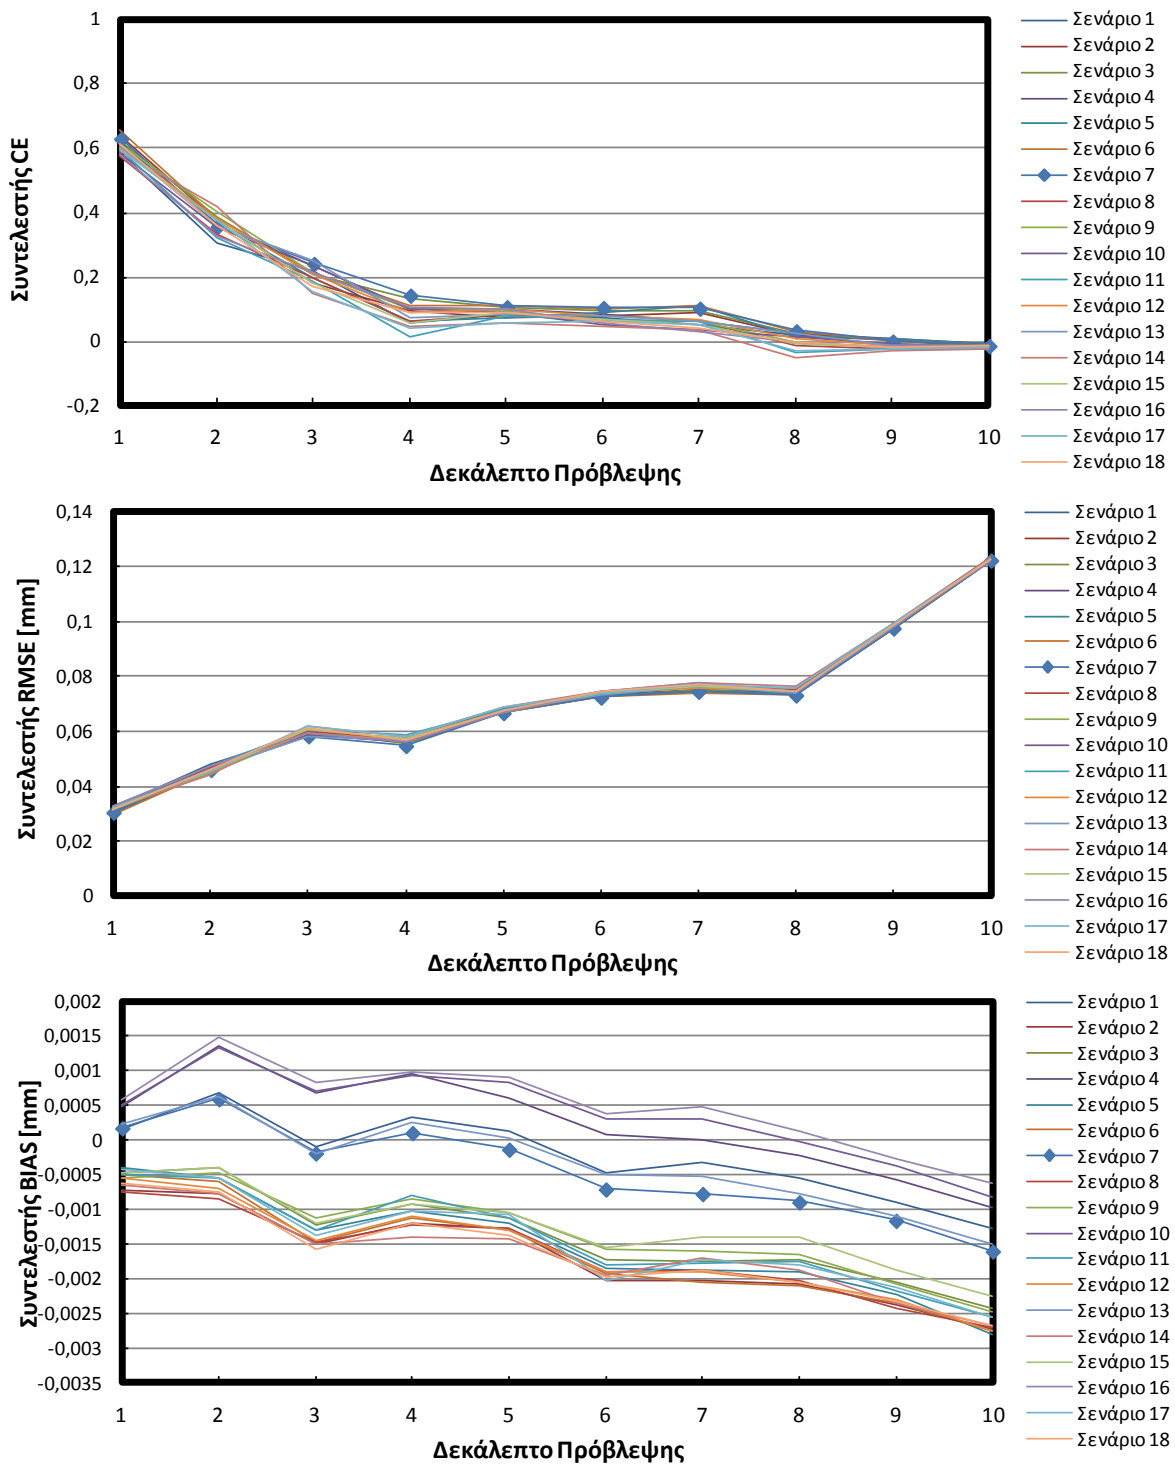 Συντελεστής CE
1
0,8
0,6
0,4
0,2
0
-0,2
1 2 3 4 5 6 7 8 9 10
Δεκάλεπτο Πρόβλεψης
Σενάριο 1
Σενάριο 2
Σενάριο 3
Σενάριο 4
Σενάριο 5
Σενάριο 6
Σενάριο 7
Σενάριο 8
Σενάριο 9
Σενάριο 10
Σενάριο 11
Σενάριο 12
Σενάριο 13
Σενάριο 14
Σενάριο 15
Σενάριο 16
Σενάριο 17
Σενάριο 18
Συντελεστής RMSE [mm]
0,14
0,12
0,1
0,08
0,06
0,04
0,02
0
1 2 3 4 5 6 7 8 9 10
Δεκάλεπτο Πρόβλεψης
Σενάριο 1
Σενάριο 2
Σενάριο 3
Σενάριο 4
Σενάριο 5
Σενάριο 6
Σενάριο 7
Σενάριο 8
Σενάριο 9
Σενάριο 10
Σενάριο 11
Σενάριο 12
Σενάριο 13
Σενάριο 14
Σενάριο 15
Σενάριο 16
Σενάριο 17
Σενάριο 18
Συντελεστής BIAS [mm]
0,002
0,0015
0,001
0,0005
0
-0,0005
-0,001
-0,0015
-0,002
-0,0025
-0,003
-0,0035
1 2 3 4 5 6 7 8 9 10
Δεκάλεπτο Πρόβλεψης
Σενάριο 1
Σενάριο 2
Σενάριο 3
Σενάριο 4
Σενάριο 5
Σενάριο 6
Σενάριο 7
Σενάριο 8
Σενάριο 9
Σενάριο 10
Σενάριο 11
Σενάριο 12
Σενάριο 13
Σενάριο 14
Σενάριο 15
Σενάριο 16
Σενάριο 17
Σενάριο 18